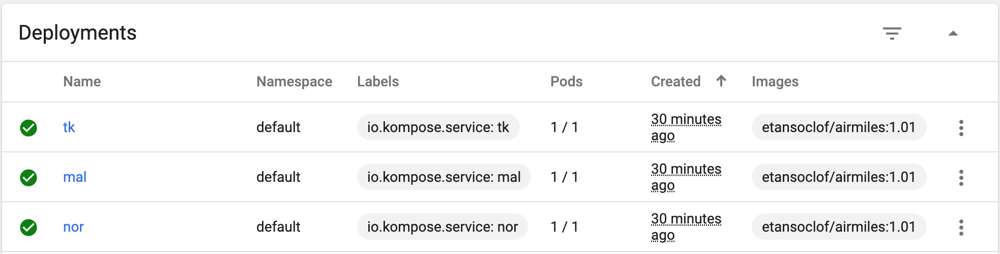 Deployments
Name Namespace Labels Pods Created Images
tk default io.kompose.service: tk 1 / 1 30 minutes ago etansoclof/airmiles:1.01
mal default io.kompose.service: mal 1 / 1 30 minutes ago etansoclof/airmiles:1.01
nor default io.kompose.service: nor 1 / 1 30 minutes ago etansoclof/airmiles:1.01